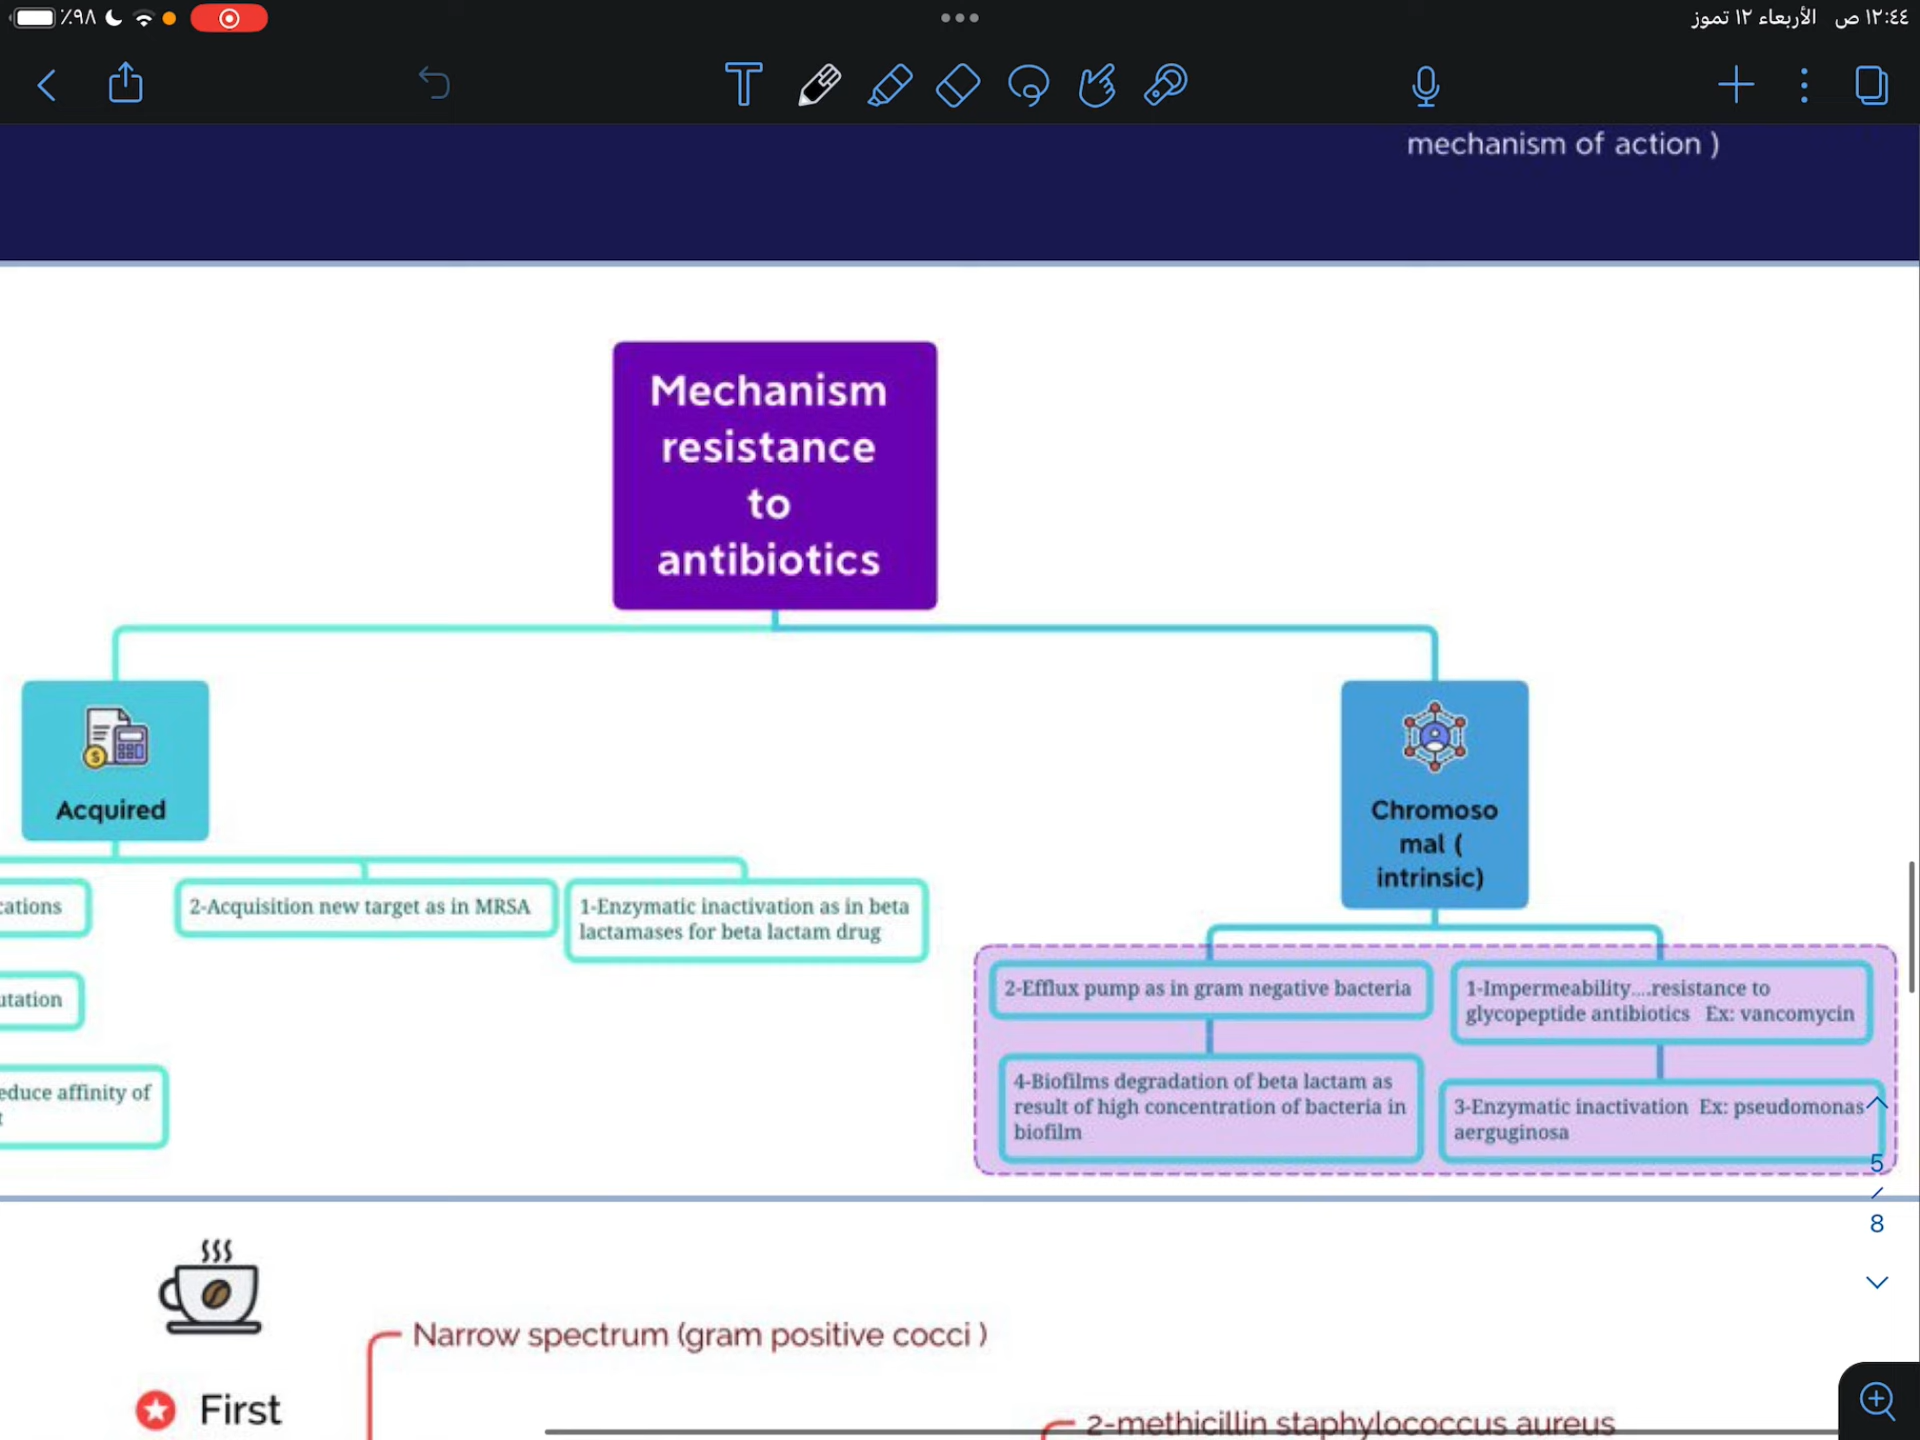 ٪٩٨
١٢:٤٤ ص الأربعاء ١٢ تموز
mechanism of action )
Mechanism
resistance
to
antibiotics
Acquired
Chromoso
mal (
intrinsic)
2-Acquisition new target as in MRSA
1-Enzymatic inactivation as in beta
lactamases for beta lactam drug
utation
educe affinity of
2-Efflux pump as in gram negative bacteria
1-Impermeability....resistance to
glycopeptide antibiotics Ex: vancomycin
4-Biofilms degradation of beta lactam as
result of high concentration of bacteria in
biofilm
3-Enzymatic inactivation Ex: pseudomonas
aerguginosa
5
/
8
Narrow spectrum (gram positive cocci )
First
2-methicillin staphylococcus aureus